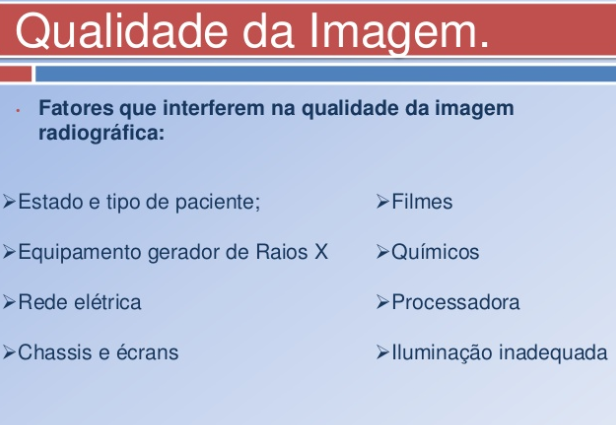 Qualidade da Imagem.
Fatores que interferem na qualidade da imagem
radiográfica:
➢Estado e tipo de paciente;
➢Equipamento gerador de Raios X
➢Rede elétrica
➢Chassis e écrans
➢Filmes
➢Químicos
➢Processadora
➢Iluminação inadequada